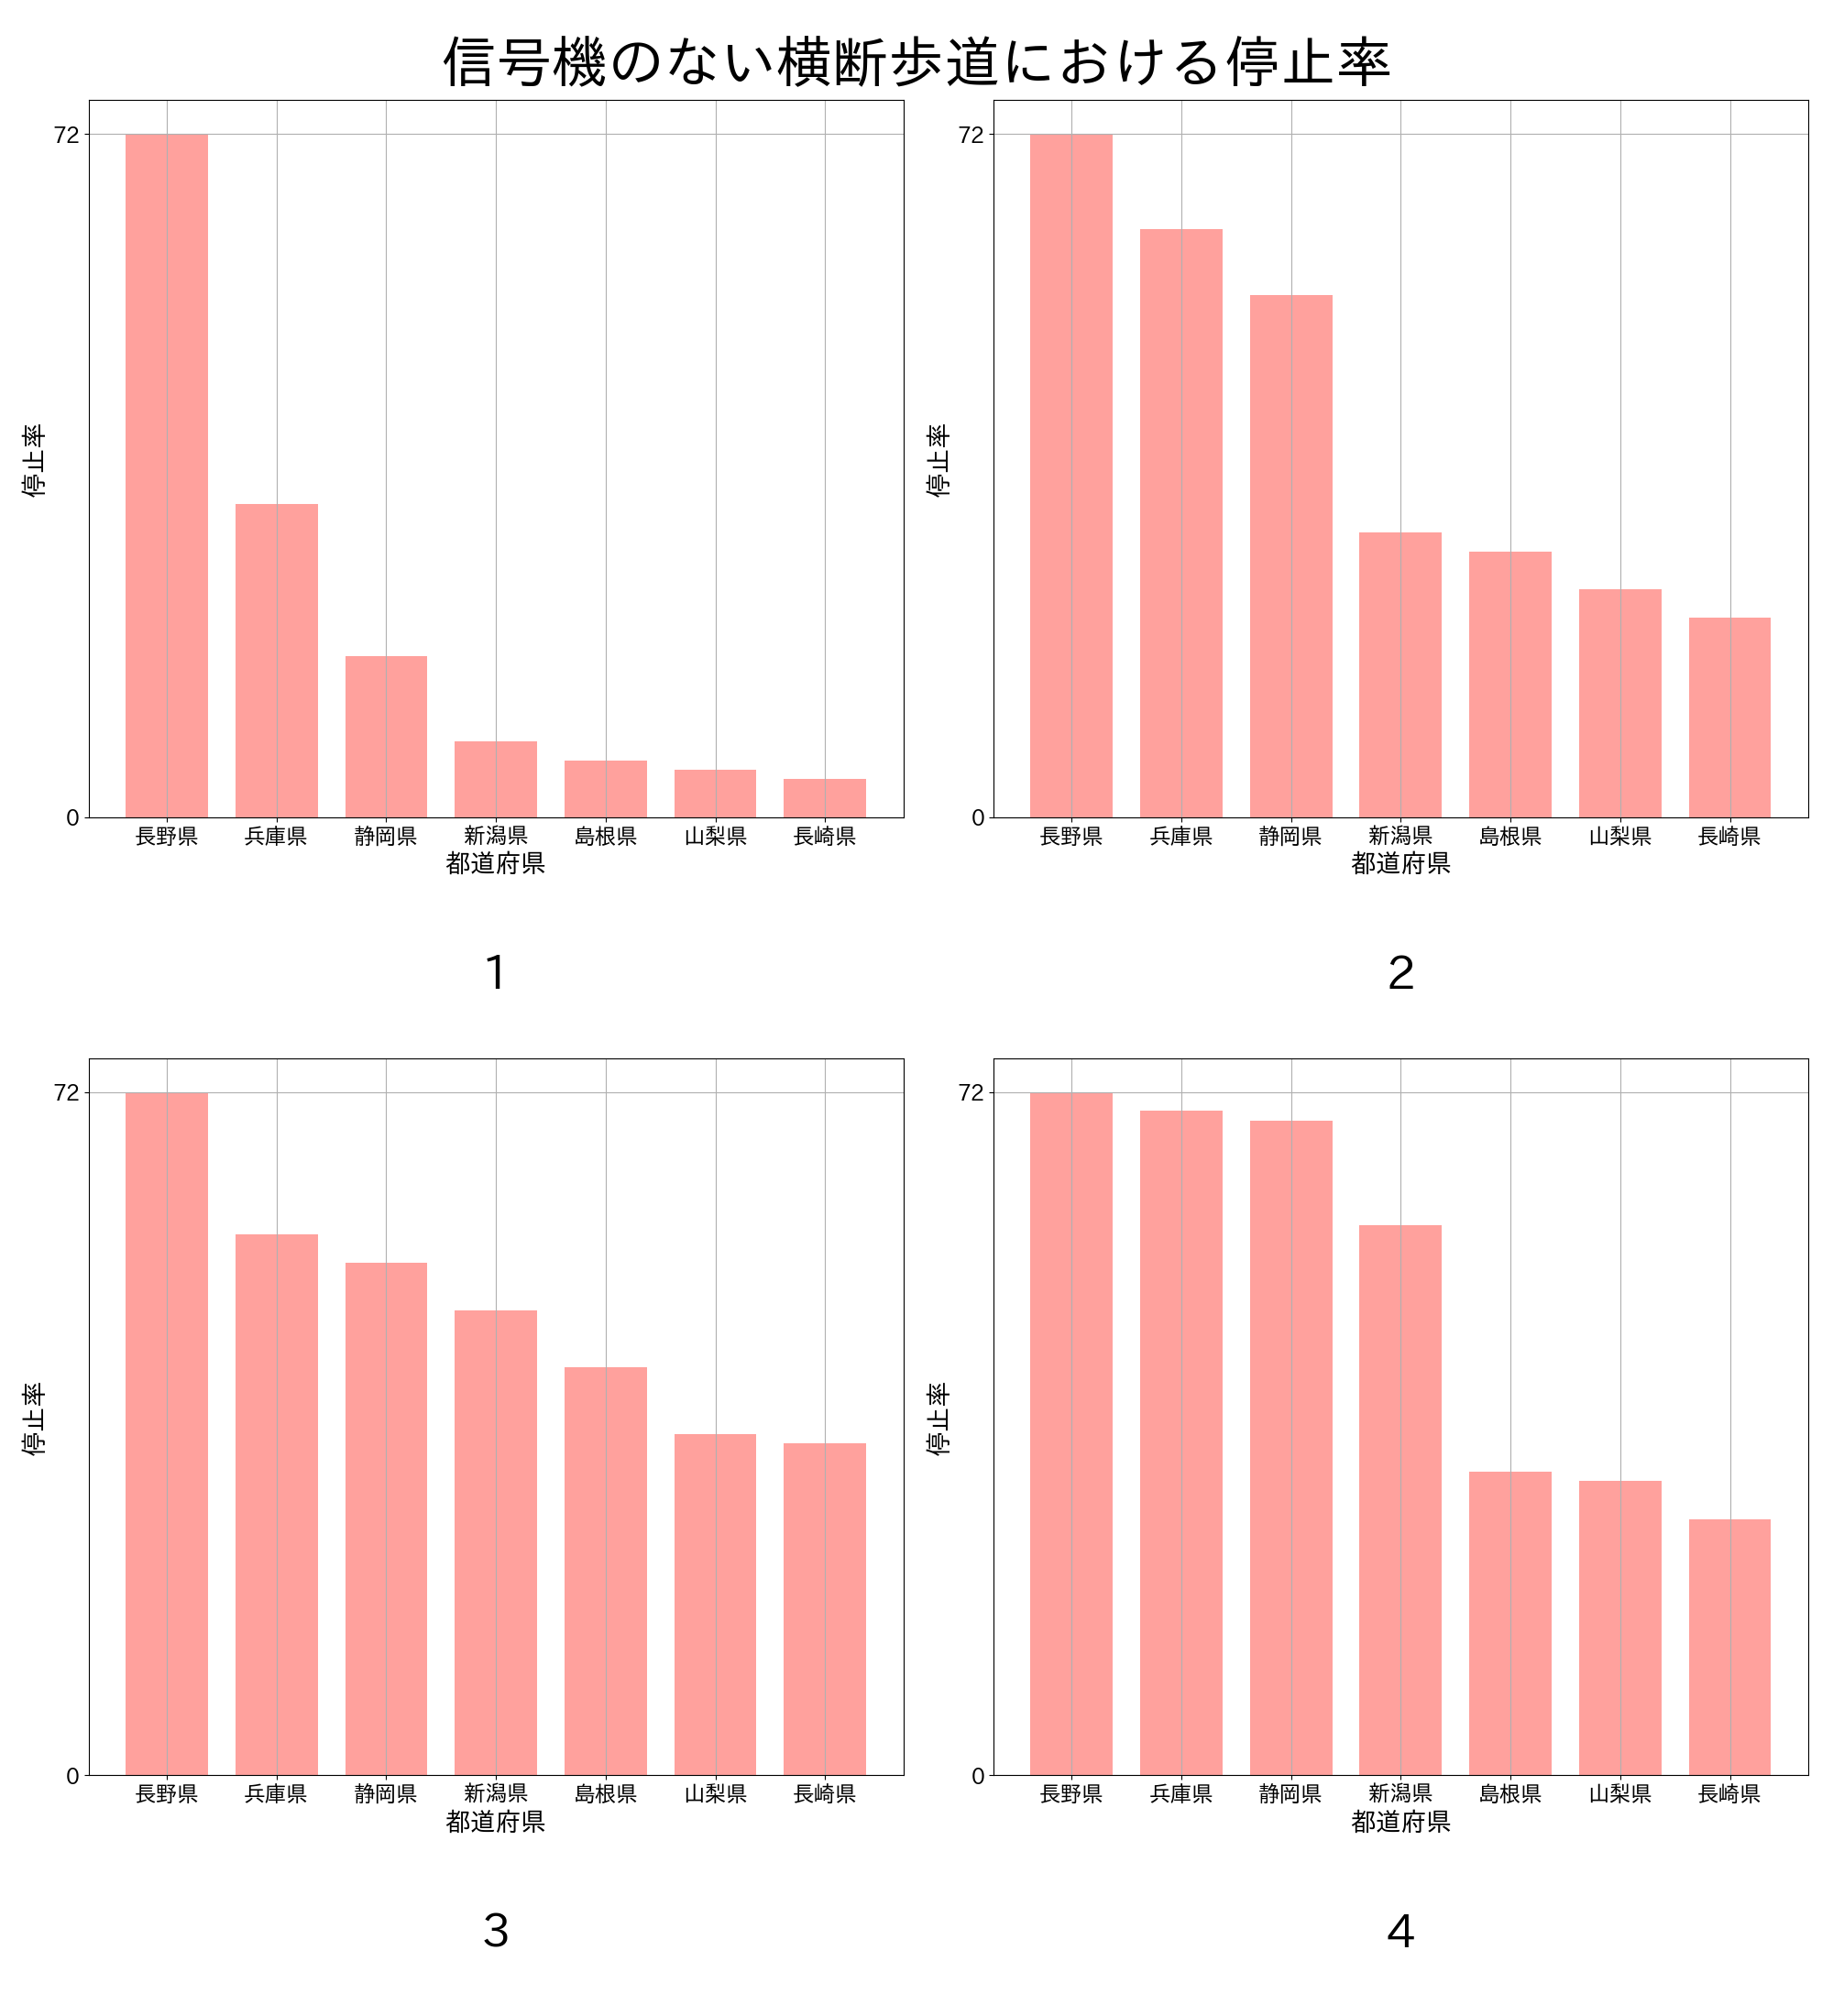 信号機のない横断歩道における停止率
72
0
停止率
長野県 兵庫県 静岡県 新潟県 島根県 山梨県 長崎県
都道府県
1
72
0
停止率
長野県 兵庫県 静岡県 新潟県 島根県 山梨県 長崎県
都道府県
2
72
0
停止率
長野県 兵庫県 静岡県 新潟県 島根県 山梨県 長崎県
都道府県
3
72
0
停止率
長野県 兵庫県 静岡県 新潟県 島根県 山梨県 長崎県
都道府県
4